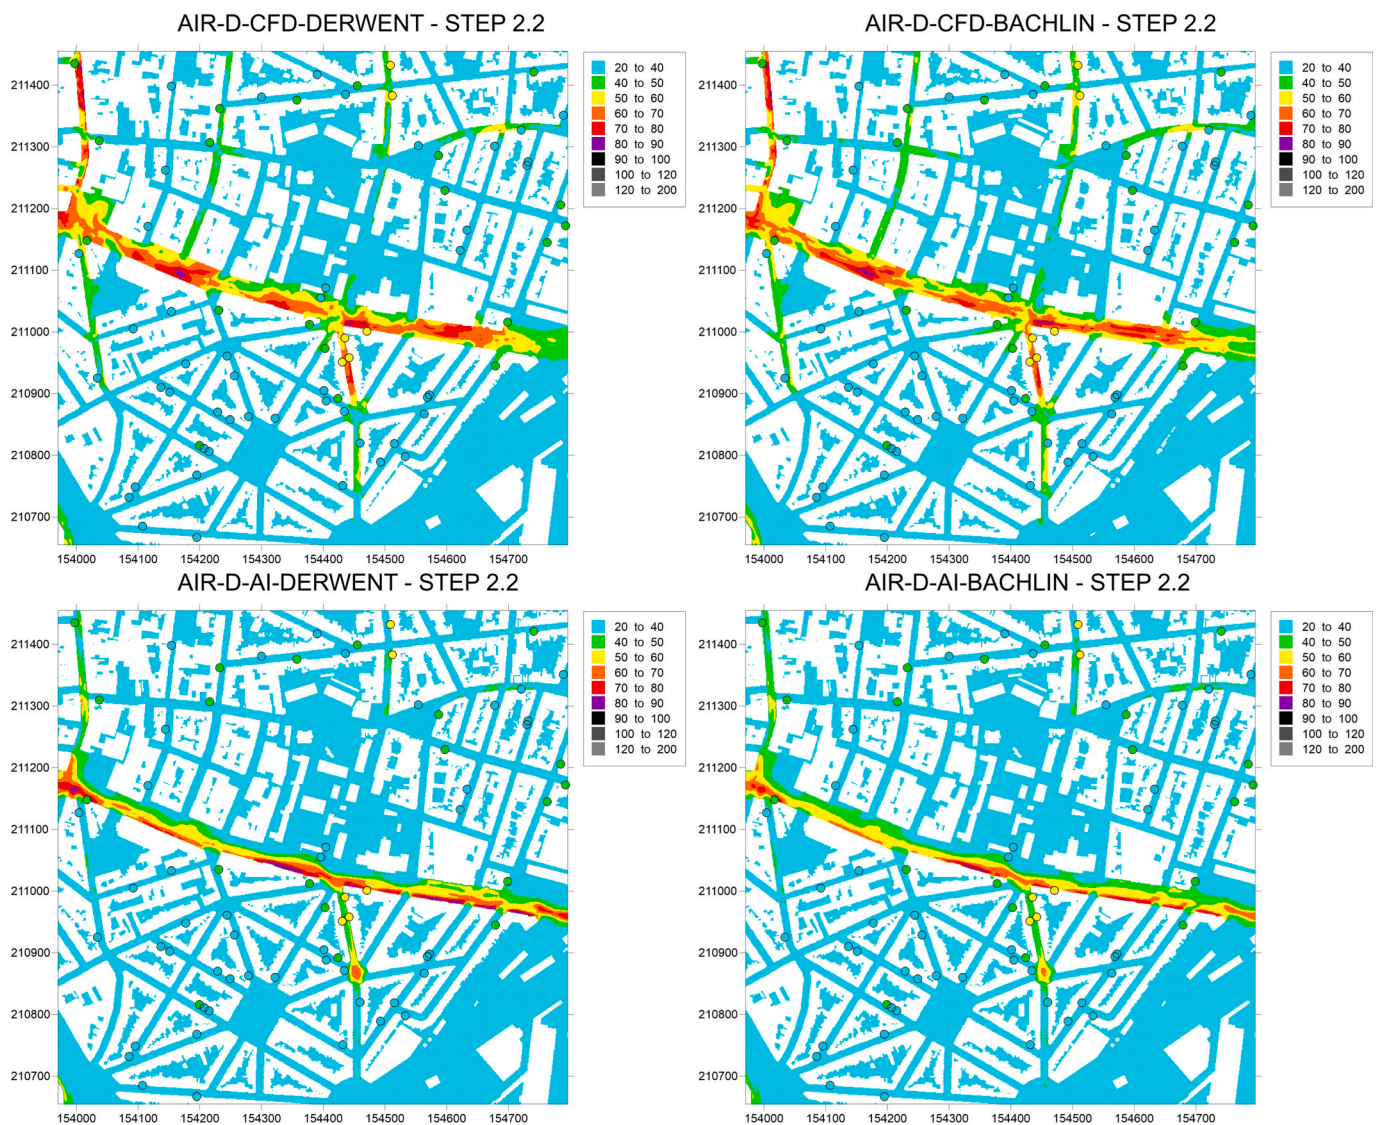 AIR-D-CFD-DERWENT - STEP 2.2
20 to 40
40 to 50
50 to 60
60 to 70
70 to 80
80 to 90
90 to 100
100 to 120
120 to 200
211400
211300
211200
211100
211000
210900
210800
210700
154000 154100 154200 154300 154400 154500 154600 154700
AIR-D-CFD-BACHLIN - STEP 2.2
20 to 40
40 to 50
50 to 60
60 to 70
70 to 80
80 to 90
90 to 100
100 to 120
120 to 200
211400
211300
211200
211100
211000
210900
210800
210700
154000 154100 154200 154300 154400 154500 154600 154700
AIR-D-AI-DERWENT - STEP 2.2
20 to 40
40 to 50
50 to 60
60 to 70
70 to 80
80 to 90
90 to 100
100 to 120
120 to 200
211400
211300
211200
211100
211000
210900
210800
210700
154000 154100 154200 154300 154400 154500 154600 154700
AIR-D-AI-BACHLIN - STEP 2.2
20 to 40
40 to 50
50 to 60
60 to 70
70 to 80
80 to 90
90 to 100
100 to 120
120 to 200
211400
211300
211200
211100
211000
210900
210800
210700
154000 154100 154200 154300 154400 154500 154600 154700